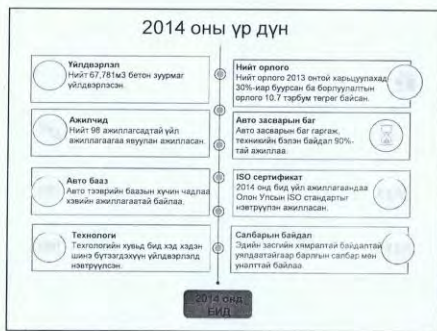 2014 оны үр дүн
Үйлдвэрлэл
Нийт 67,781м3 бетон зуурмаг
үйлдвэрлэсэн.
Нийт орлого
Нийт орлого 2013 онтой харьцуулахад
30%-иар буурсан ба борлуулалтын
орлого 10.7 тэрбум төгрөг байсан.
Ажилчид
Нийт 98 ажиллагсадтай үйл
ажиллагаагаа явуулан ажилласан.
Авто засварын баг
Авто засварын баг гаргаж,
техникийн бэлэн байдал 90%-
тай ажиллаа.
Авто бааз
Авто тээврийн баазын хүчин чадлаа
хэвийн ажиллагаатай байлаа.
ISO сертификат
2014 онд бид үйл ажиллагаандаа
Олон Улсын ISO стандартыг
нэвтрүүлэн ажилласан.
Технологи
Технологийн хувьд бид хэд хэдэн
шинэ бүтээгдэхүүн үйлдвэрлэлд
нэвтрүүлсэн.
Салбарын байдал
Эдийн засгийн хямралтай байдалтай
уялдаатайгаар барилгын салбар мөн
уналттай байлаа.
2014 онд
БИД